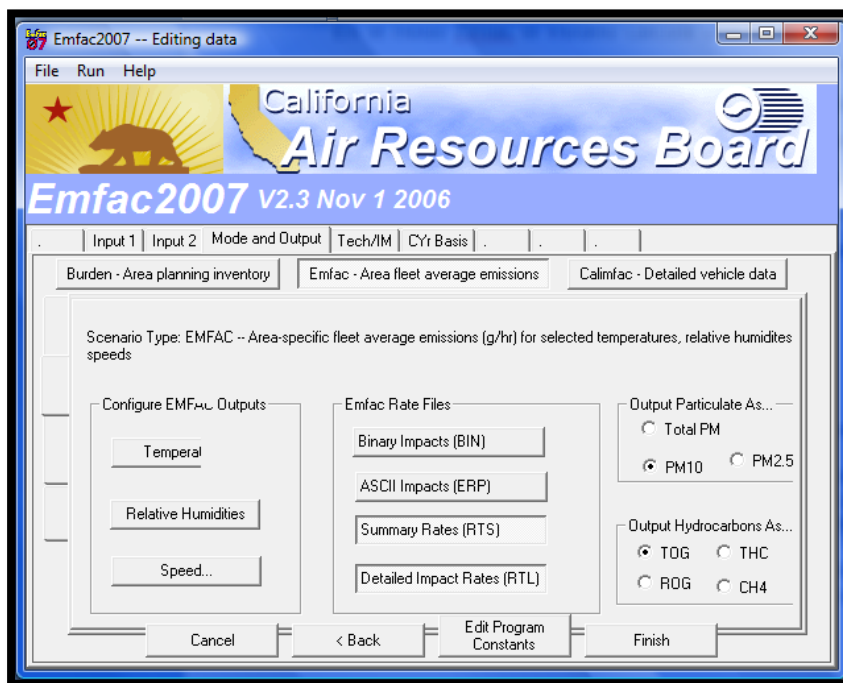 Emfac2007 -- Editing data
File Run Help
California
Air Resources Board
Emfac2007 V2.3 Nov 1 2006
. Input 1 Input 2 Mode and Output Tech/IM CYr Basis . . .
Burden - Area planning inventory Emfac - Area fleet average emissions Calimfac - Detailed vehicle data
Scenario Type: EMFAC -- Area-specific fleet average emissions (g/hr) for selected temperatures, relative humidites
speeds
Configure EMFAC Outputs
Temperat
Relative Humidities
Speed...
Emfac Rate Files
Binary Impacts (BIN)
ASCII Impacts (ERP)
Summary Rates (RTS)
Detailed Impact Rates (RTL)
Output Particulate As...
Total PM
PM10 PM2.5
Output Hydrocarbons As...
TOG THC
ROG CH4
Cancel < Back Edit Program Constants Finish